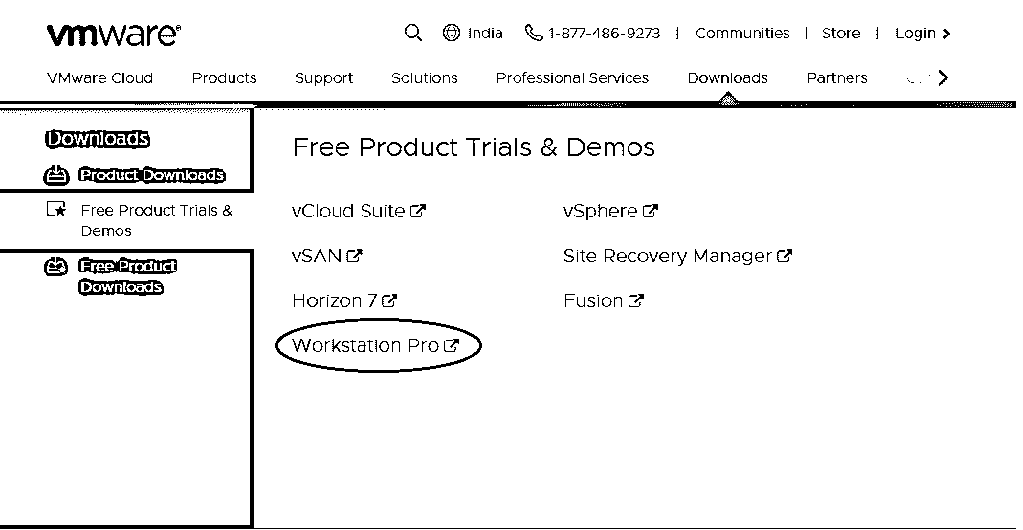 vmware®
India
1-877-486-9273 | Communities | Store | Login
VMware Cloud Products Support Solutions Professional Services Downloads Partners
Downloads
Product Downloads
Free Product Trials &
Demos
Free Product
Downloads
Free Product Trials & Demos
vCloud Suite vSphere
vSAN Site Recovery Manager
Horizon 7 Fusion
Workstation Pro